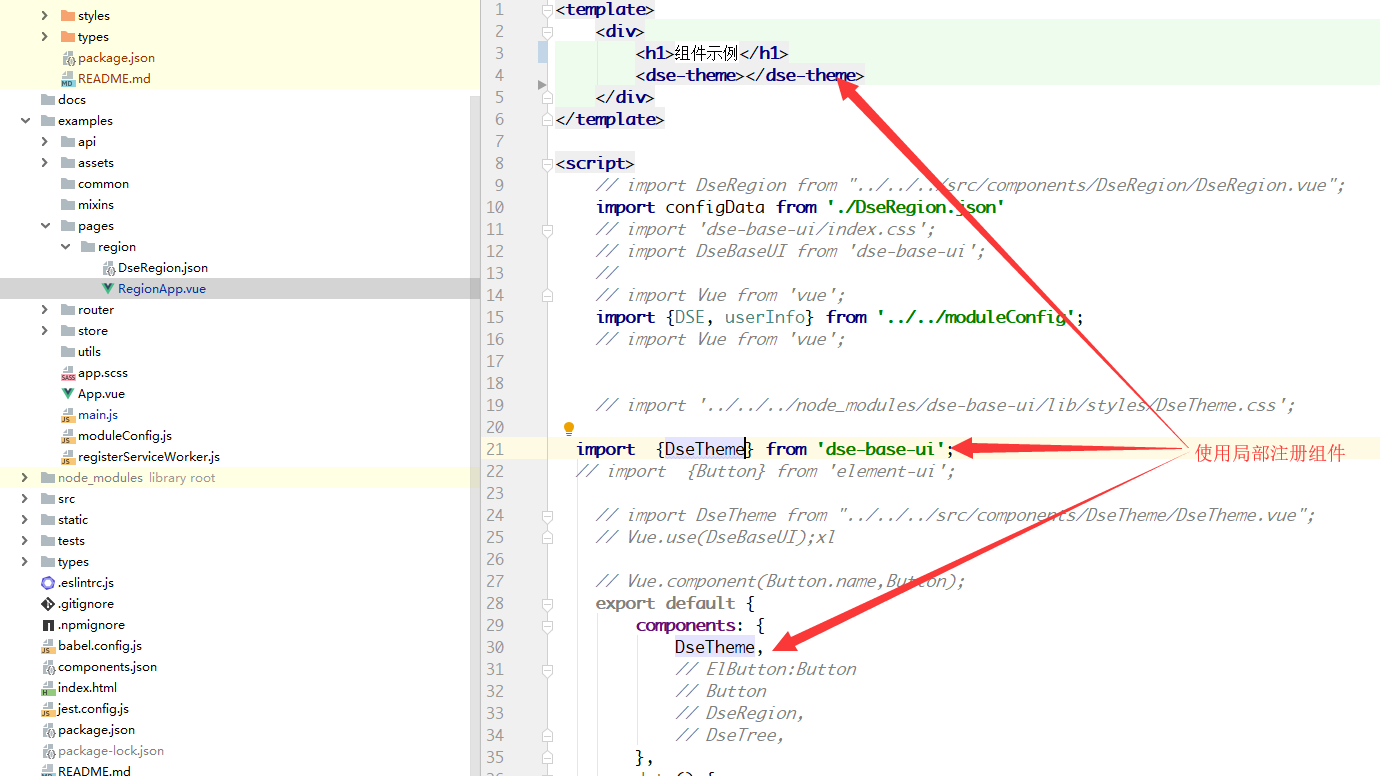 styles
types
package.json
README.md
docs
examples
api
assets
common
mixins
pages
region
DseRegion.json
RegionApp.vue
router
store
utils
app.scss
App.vue
main.js
moduleConfig.js
registerServiceWorker.js
node_modules library root
src
static
tests
types
.eslintrc.js
.gitignore
.npmignore
babel.config.js
components.json
index.html
jest.config.js
package.json
package-lock.json
README.md
1 <template>
2 <div>
3 <h1>组件示例</h1>
4 <dse-theme></dse-theme>
5 </div>
6 </template>
7
8 <script>
9 // import DseRegion from "../../../src/components/DseRegion/DseRegion.vue";
10 import configData from './DseRegion.json'
11 // import 'dse-base-ui/index.css';
12 // import DseBaseUI from 'dse-base-ui';
13 //
14 // import Vue from 'vue';
15 import {DSE, userInfo} from '../../moduleConfig';
16 // import Vue from 'vue';
17
18
19 // import '../../../node_modules/dse-base-ui/lib/styles/DseTheme.css';
20
21 import {DseTheme} from 'dse-base-ui';
22 // import {Button} from 'element-ui';
23
24 // import DseTheme from "../../../src/components/DseTheme/DseTheme.vue";
25 // Vue.use(DseBaseUI);xl
26
27 // Vue.component(Button.name,Button);
28 export default {
29 components: {
30 DseTheme,
31 // ElButton:Button
32 // Button
33 // DseRegion,
34 // DseTree,
35 },
使用局部注册组件